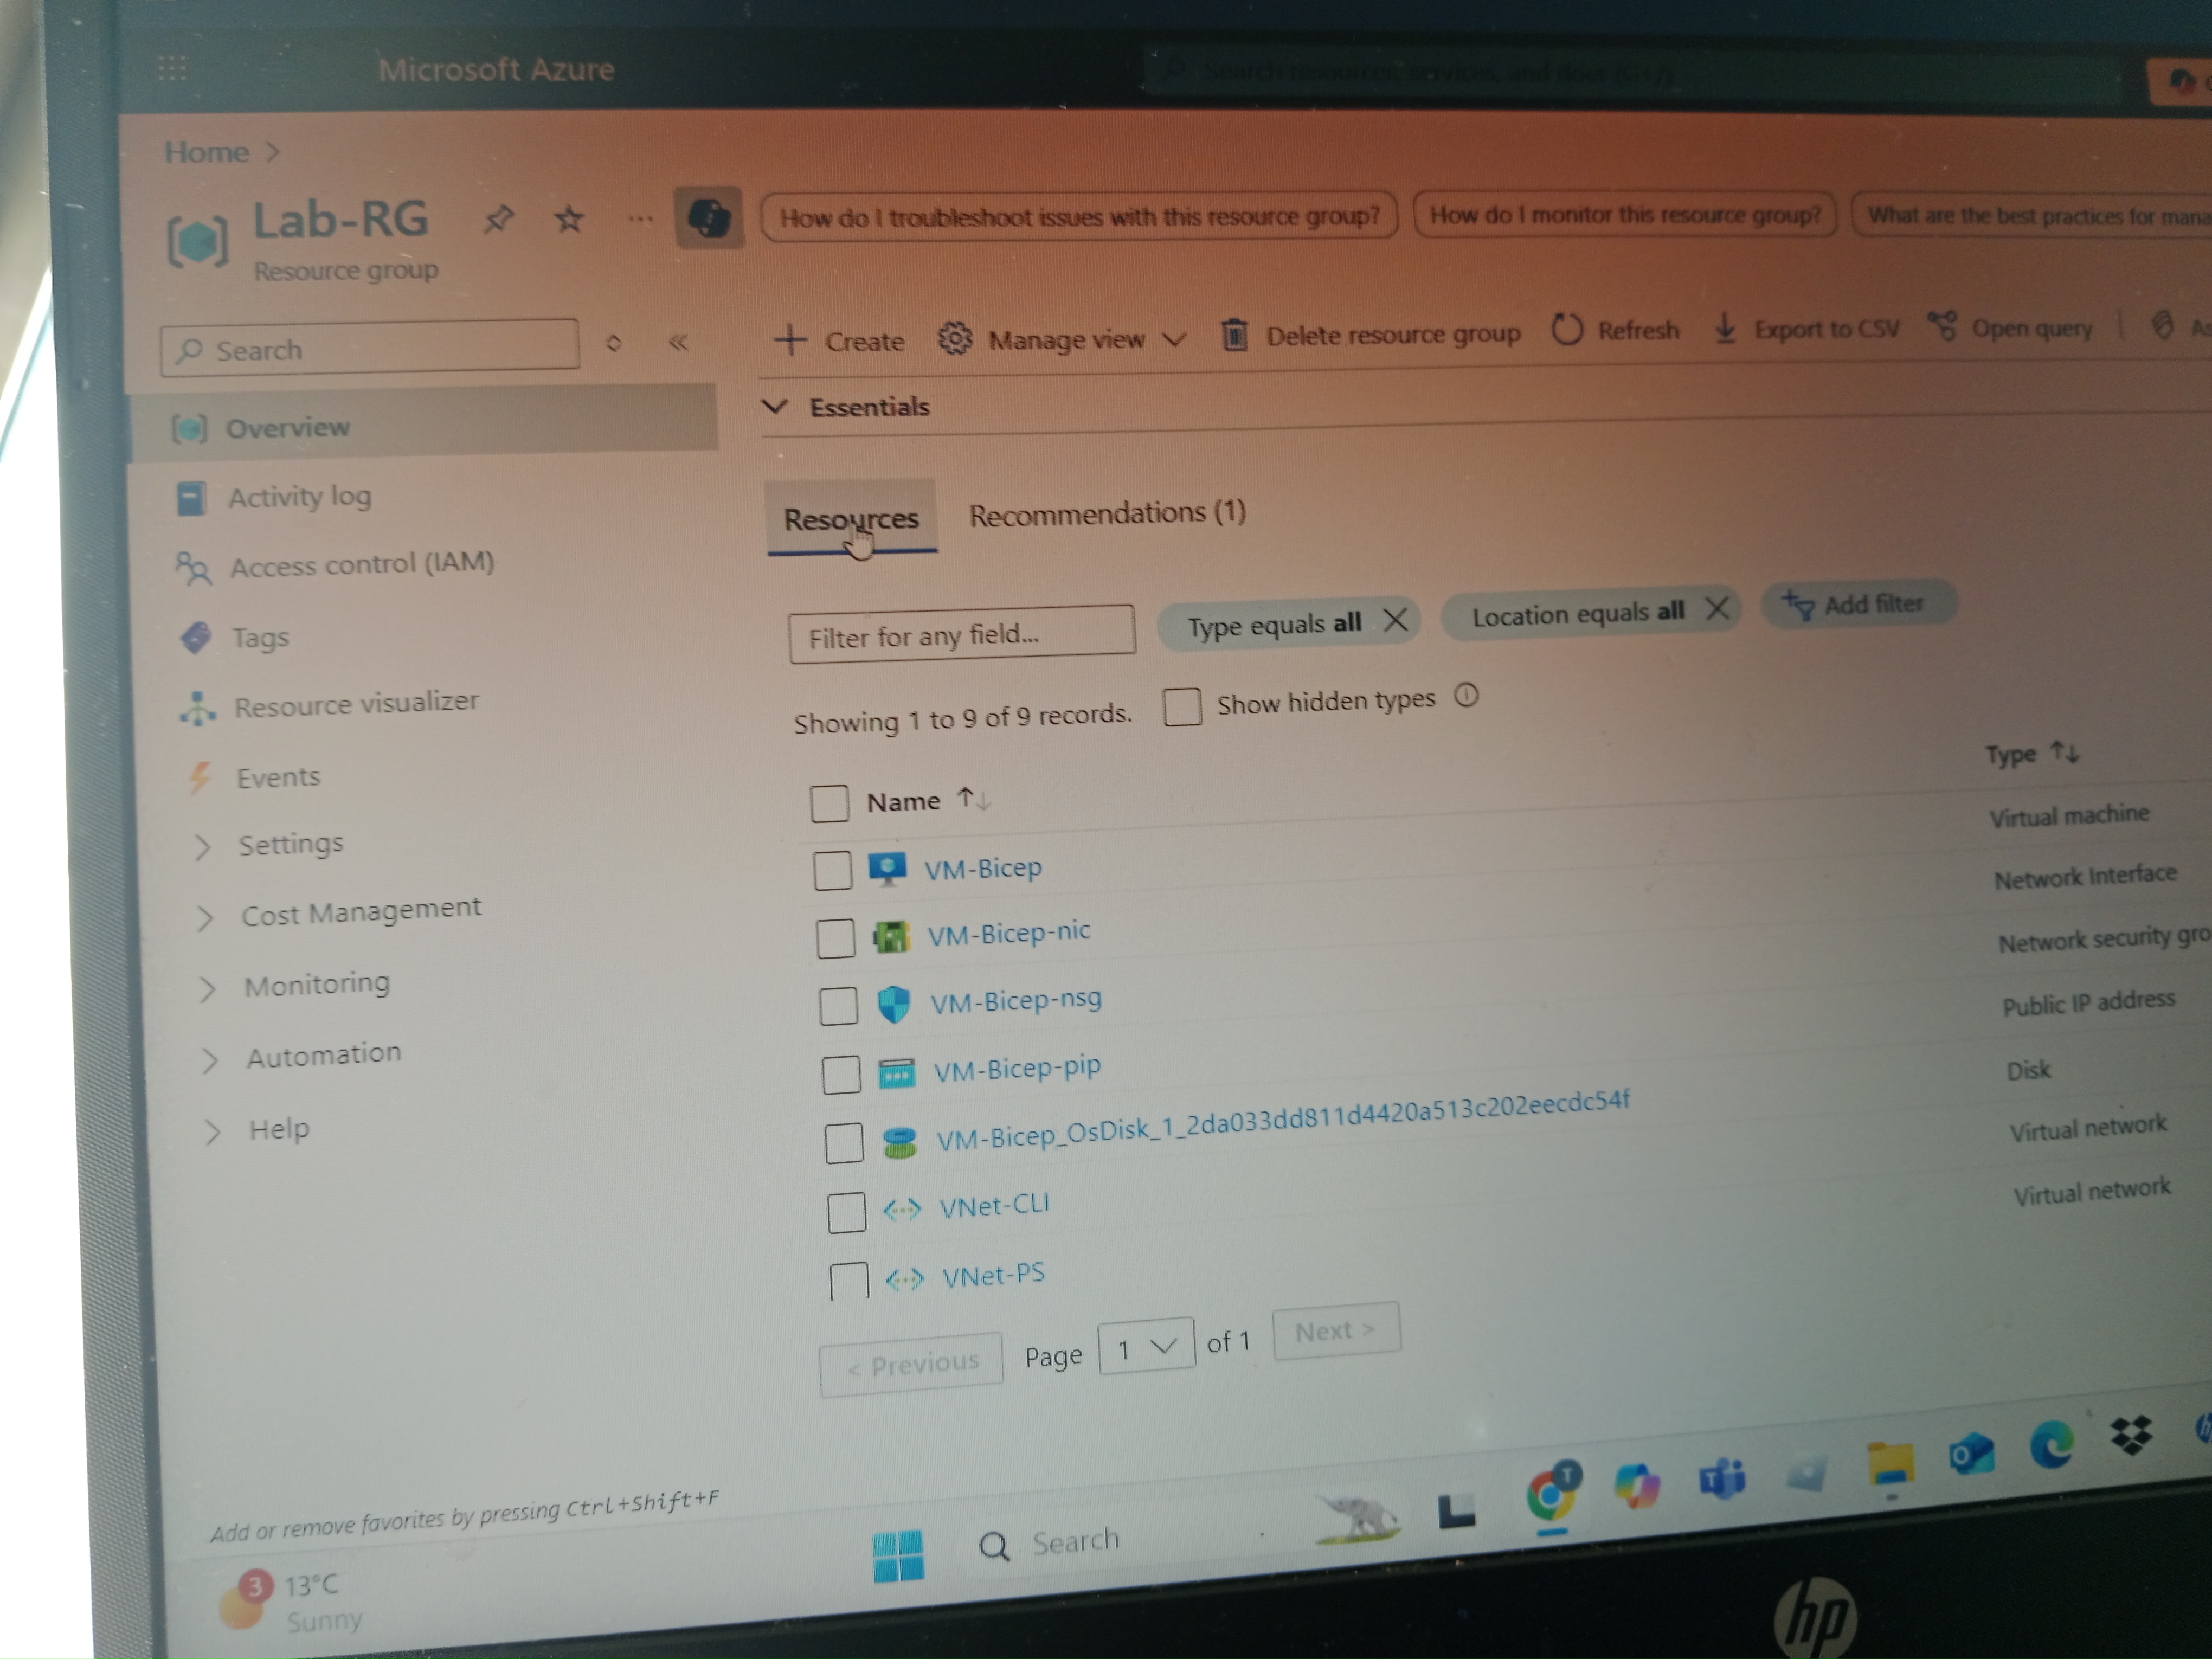 Microsoft Azure
Search resources, services, and docs (G+/)
Home >
Lab-RG
Resource group
How do I troubleshoot issues with this resource group?
How do I monitor this resource group?
What are the best practices for mana
Search
Create
Manage view
Delete resource group
Refresh
Export to CSV
Open query
As
Overview
Activity log
Access control (IAM)
Tags
Resource visualizer
Events
Settings
Cost Management
Monitoring
Automation
Help
Essentials
Resources
Recommendations (1)
Filter for any field...
Type equals all
Location equals all
Add filter
Showing 1 to 9 of 9 records.
Show hidden types
Name
Type
VM-Bicep
Virtual machine
VM-Bicep-nic
Network Interface
VM-Bicep-nsg
Network security gro
VM-Bicep-pip
Public IP address
VM-Bicep_OsDisk_1_2da033dd811d4420a513c202eecdc54f
Disk
VNet-CLI
Virtual network
VNet-PS
Virtual network
< Previous
Page 1 of 1
Next >
Add or remove favorites by pressing Ctrl+Shift+F
3
13°C
Sunny
Search
T
hp